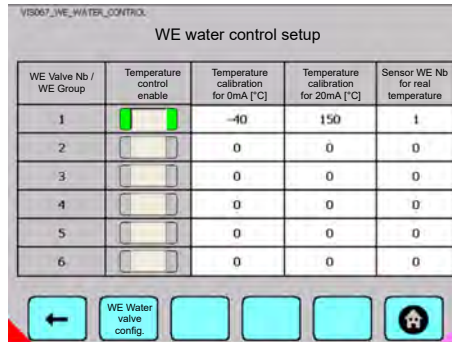 VIS067_WE_WATER_CONTROL
WE water control setup
WE Valve Nb / WE Group Temperature control enable Temperature calibration for 0mA [°C] Temperature calibration for 20mA [°C] Sensor WE Nb for real temperature
1 -40 150 1
2 0 0 0
3 0 0 0
4 0 0 0
5 0 0 0
6 0 0 0
WE Water
valve
config.